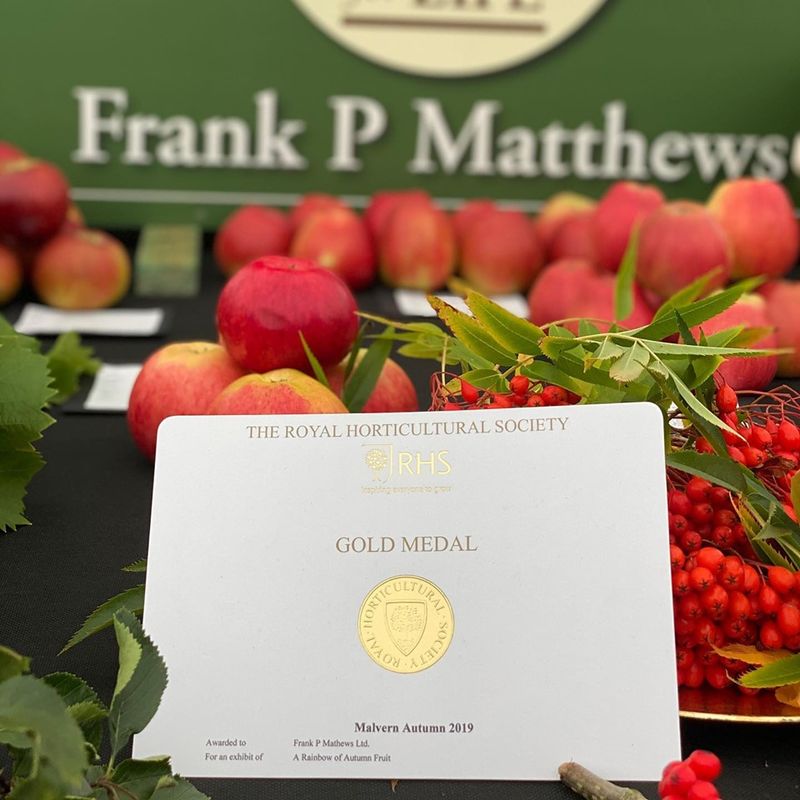 LIFE
Frank P Matthews
THE ROYAL HORTICULTURAL SOCIETY
RHS
Inspiring everyone to grow
GOLD MEDAL
ROYAL HORTICULTURAL SOCIETY
Malvern Autumn 2019
Awarded to Frank P Mathews Ltd.
For an exhibit of A Rainbow of Autumn Fruit